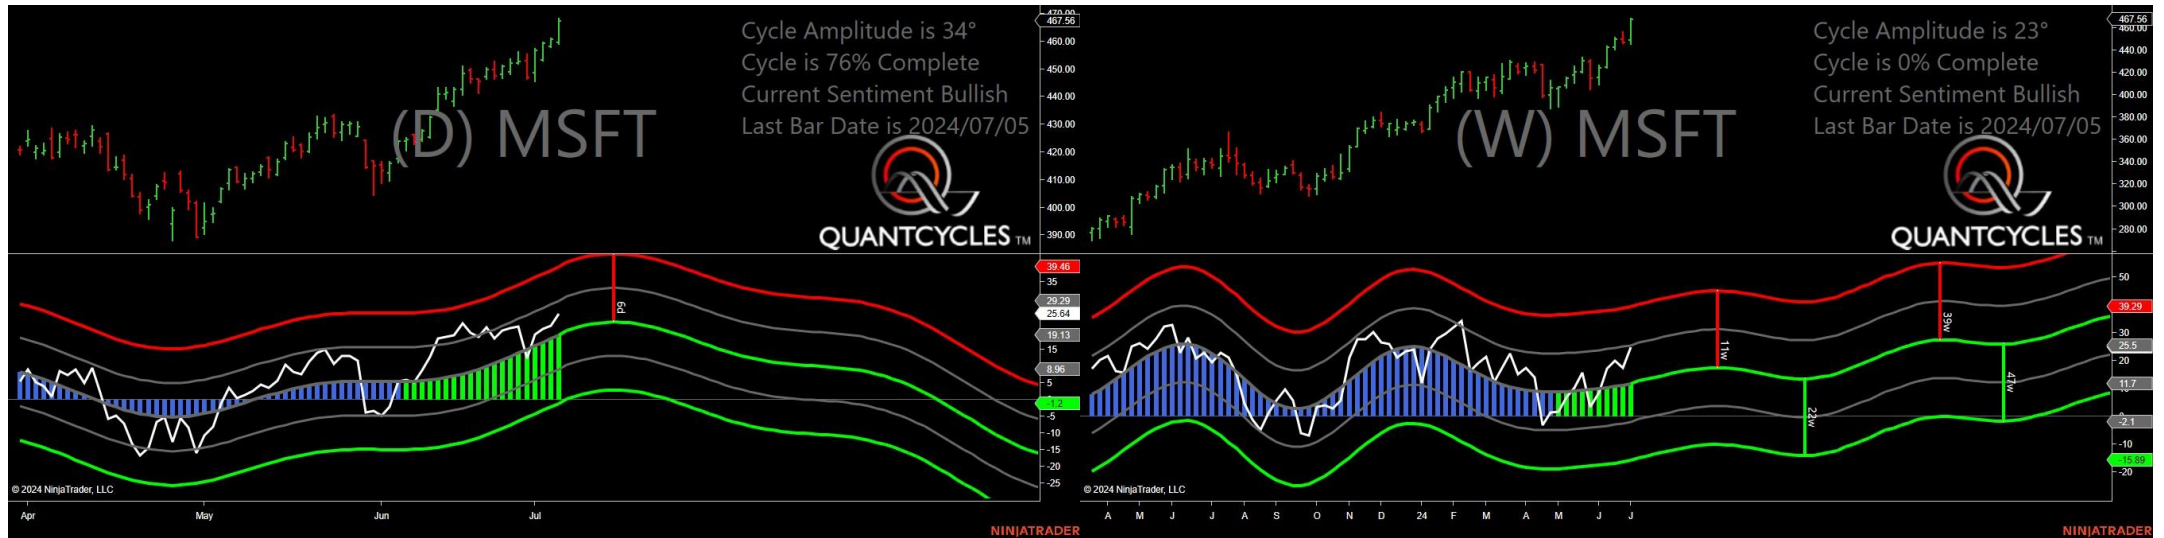 Cycle Amplitude is 34°
Cycle is 76% Complete
Current Sentiment Bullish
Last Bar Date is 2024/07/05
(D) MSFT
QUANTCYCLES TM
467.56
460.00
450.00
440.00
430.00
420.00
410.00
400.00
390.00
39.46
35
29.29
25.64
19.13
15
8.96
5
-1.2
-5
-10
-15
-20
-25
6d
© 2024 NinjaTrader, LLC
Apr May Jun Jul
NINJATRADER
Cycle Amplitude is 23°
Cycle is 0% Complete
Current Sentiment Bullish
Last Bar Date is 2024/07/05
(W) MSFT
QUANTCYCLES TM
467.56
460.00
440.00
420.00
400.00
380.00
360.00
340.00
320.00
300.00
280.00
50
39.29
30
25.5
20
11.7
-2.1
-10
-15.89
-20
11w
22w
39w
47w
© 2024 NinjaTrader, LLC
A M J J A S O N D 24 F M A M J J
NINJATRADER